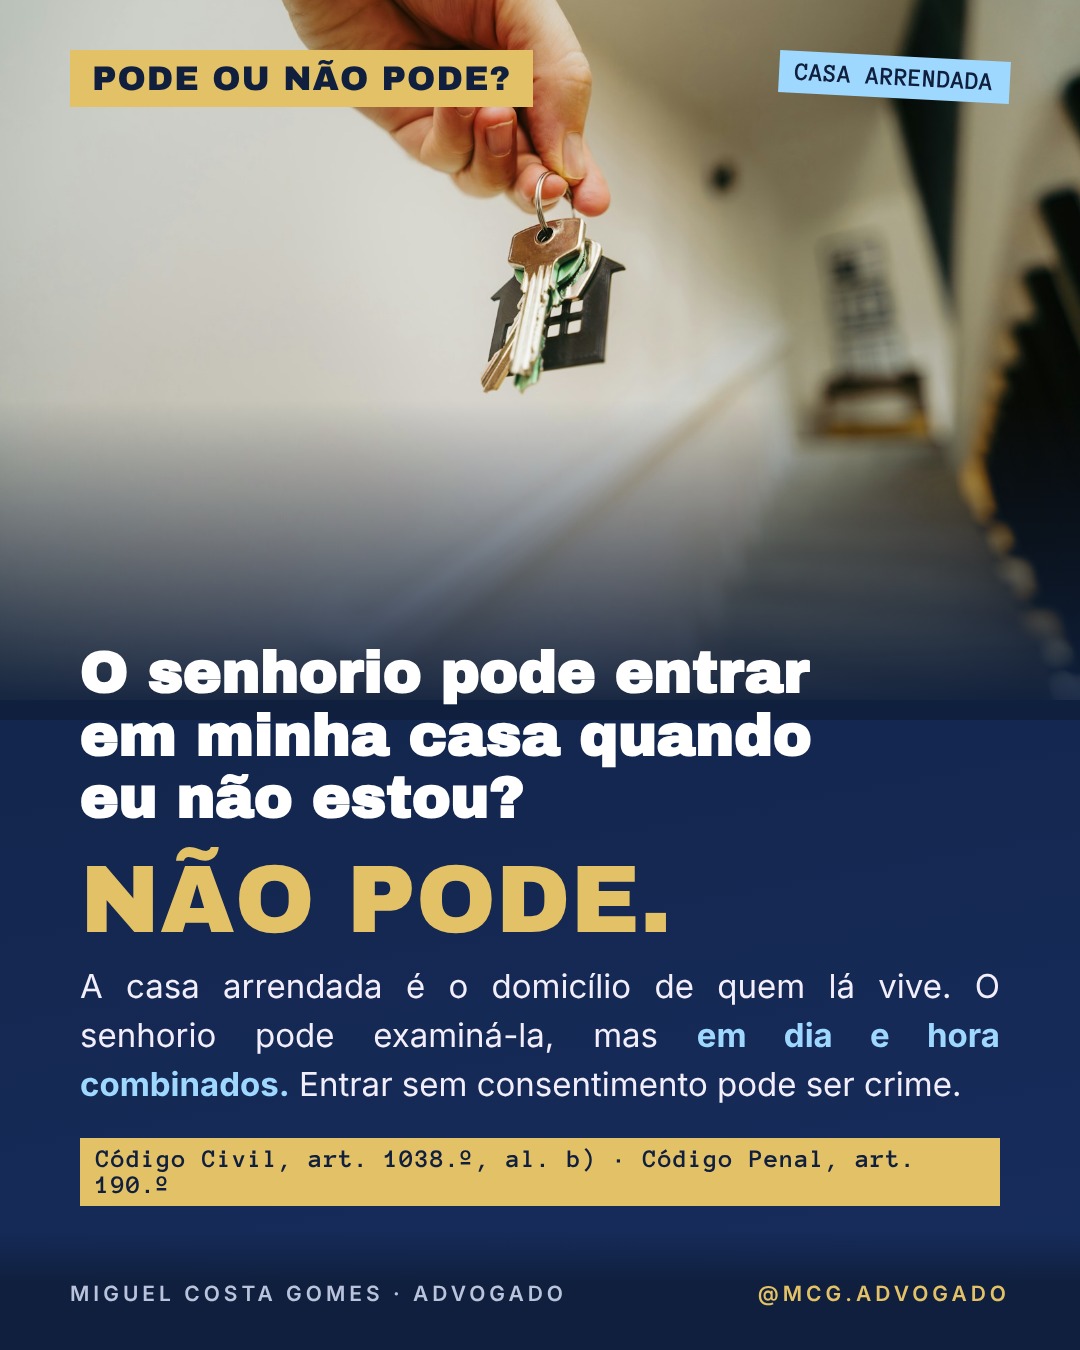 PODE OU NÃO PODE?
CASA ARRENDADA
O senhorio pode entrar
em minha casa quando
eu não estou?
NÃO PODE.
A casa arrendada é o domicílio de quem lá vive. O
senhorio pode examiná-la, mas em dia e hora
combinados. Entrar sem consentimento pode ser crime.
Código Civil, art. 1038.º, al. b) · Código Penal, art.
190.º
MIGUEL COSTA GOMES · ADVOGADO
@MCG.ADVOGADO